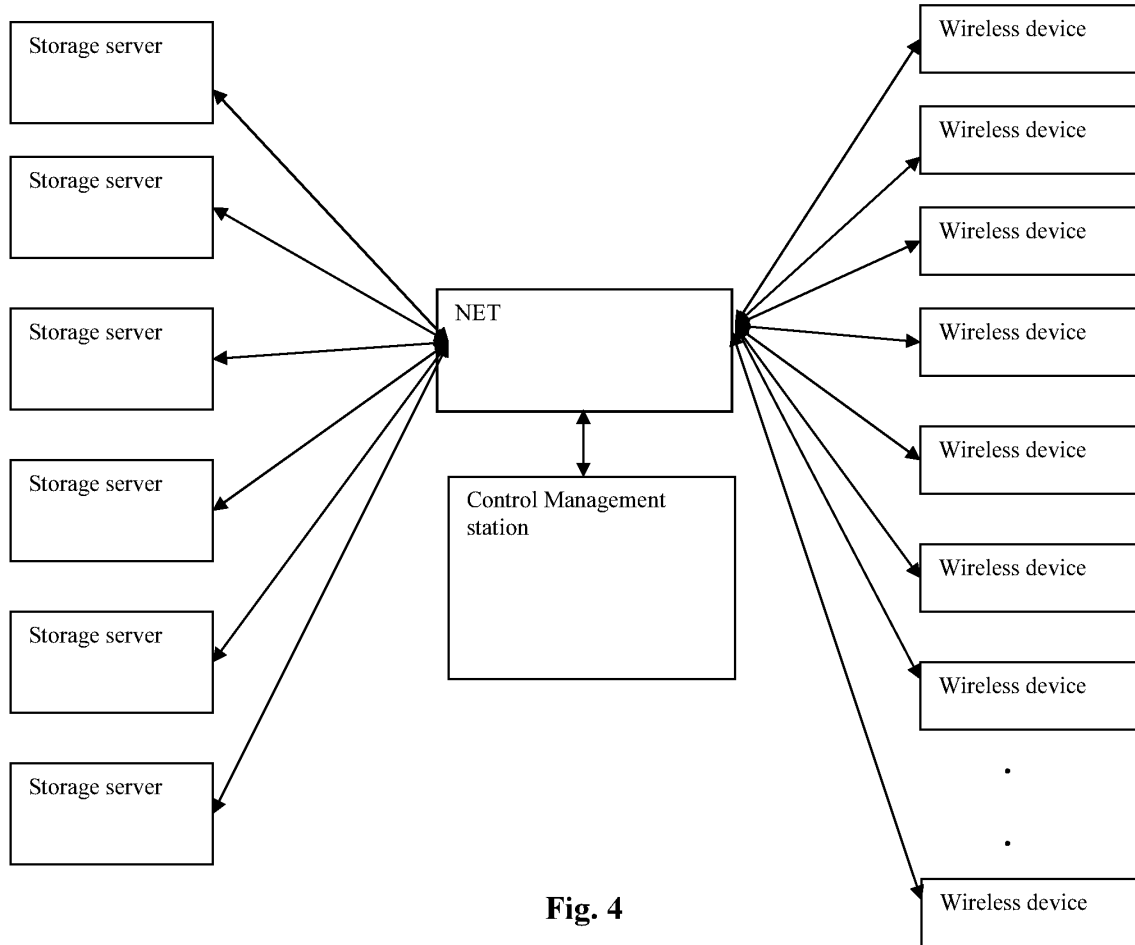 Storage server
Storage server
Storage server
Storage server
Storage server
Storage server
NET
Control Management
station
Wireless device
Wireless device
Wireless device
Wireless device
Wireless device
Wireless device
Wireless device
.
.
Wireless device
Fig. 4